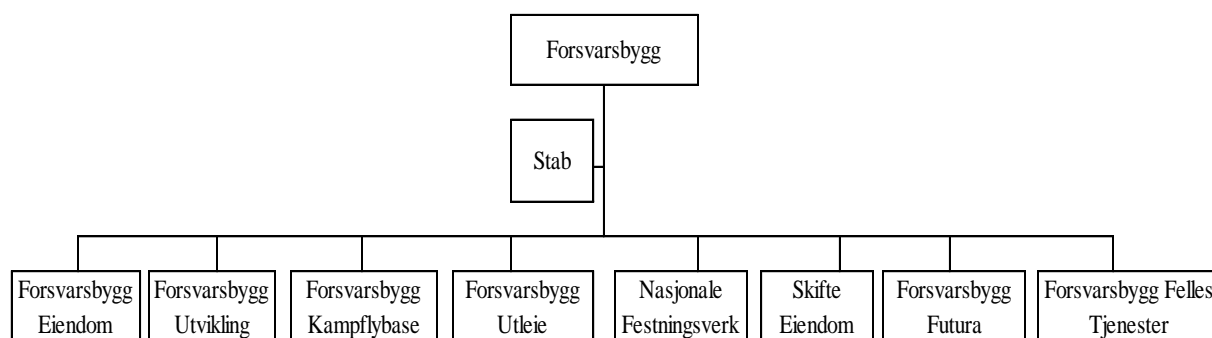 Forsvarsbygg
Stab
Forsvarsbygg
Eiendom
Forsvarsbygg
Utvikling
Forsvarsbygg
Kampflybase
Forsvarsbygg
Utleie
Nasjonale
Festningsverk
Skifte
Eiendom
Forsvarsbygg
Futura
Forsvarsbygg Felles
Tjenester